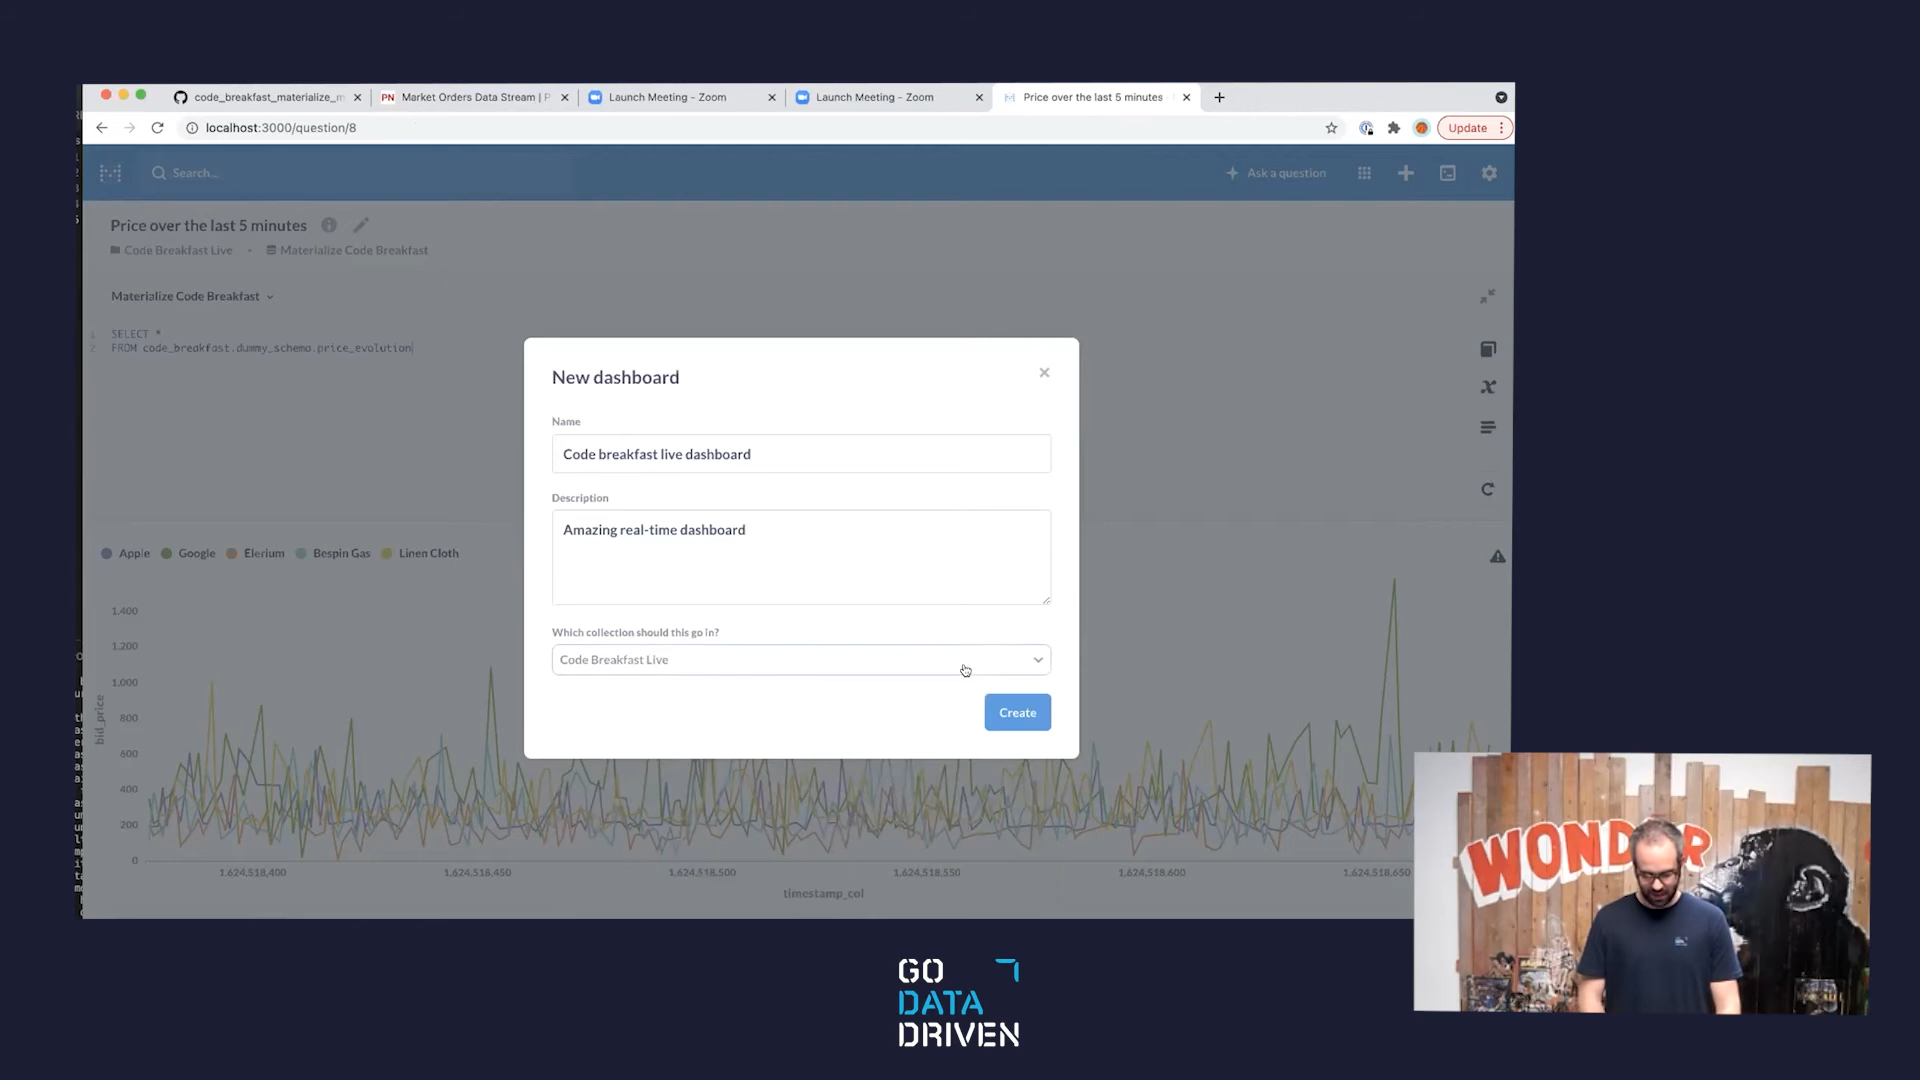 code_breakfast_materialize_m
Market Orders Data Stream | P
Launch Meeting - Zoom
Launch Meeting - Zoom
Price over the last 5 minutes
localhost:3000/question/8
Update
Search...
Ask a question
Price over the last 5 minutes
Code Breakfast Live
Materialize Code Breakfast
Materialize Code Breakfast
1 SELECT *
2 FROM code_breakfast.dummy_schema.price_evolution
New dashboard
Name
Code breakfast live dashboard
Description
Amazing real-time dashboard
Which collection should this go in?
Code Breakfast Live
Create
Apple Google Elerium Bespin Gas Linen Cloth
1,400
1,200
1,000
800
600
400
200
0
bid_price
1,624,518,400 1,624,518,450 1,624,518,500 1,624,518,550 1,624,518,600 1,624,518,650
timestamp_col
WONDER
GO
DATA
DRIVEN